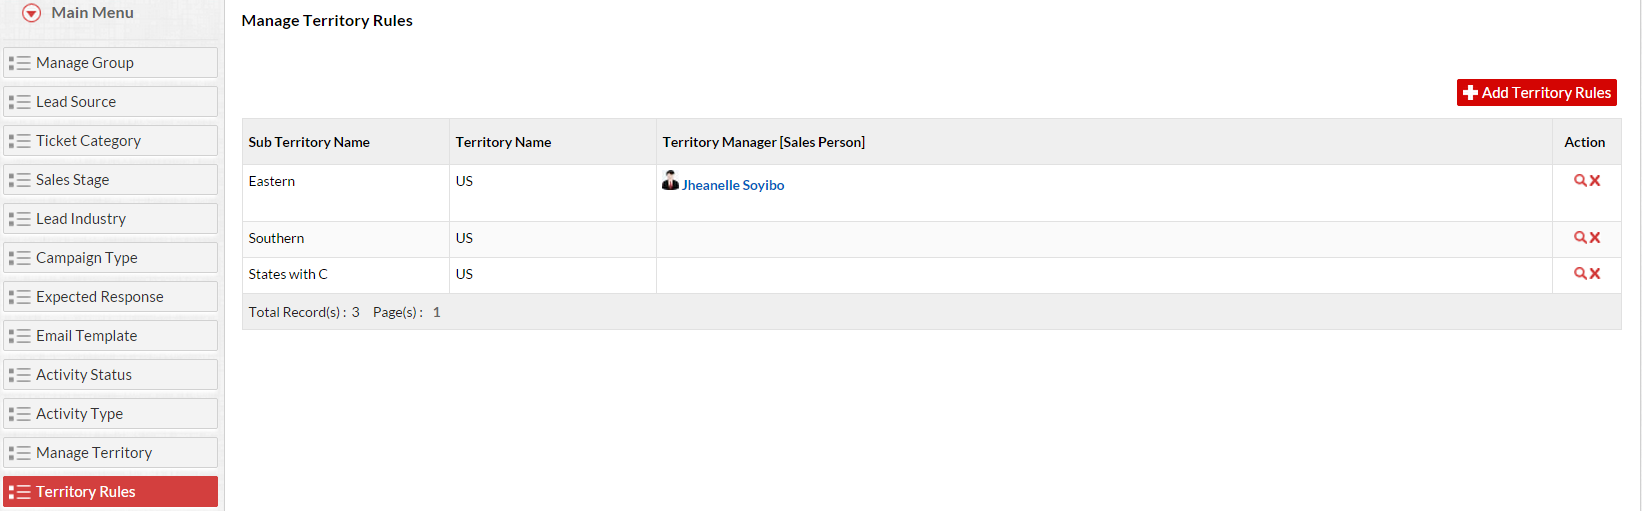 Main Menu
Manage Group
Lead Source
Ticket Category
Sales Stage
Lead Industry
Campaign Type
Expected Response
Email Template
Activity Status
Activity Type
Manage Territory
Territory Rules
Manage Territory Rules
Add Territory Rules
Sub Territory Name Territory Name Territory Manager [Sales Person] Action
Eastern US Jheanelle Soyibo
Southern US
States with C US
Total Record(s) : 3 Page(s) : 1